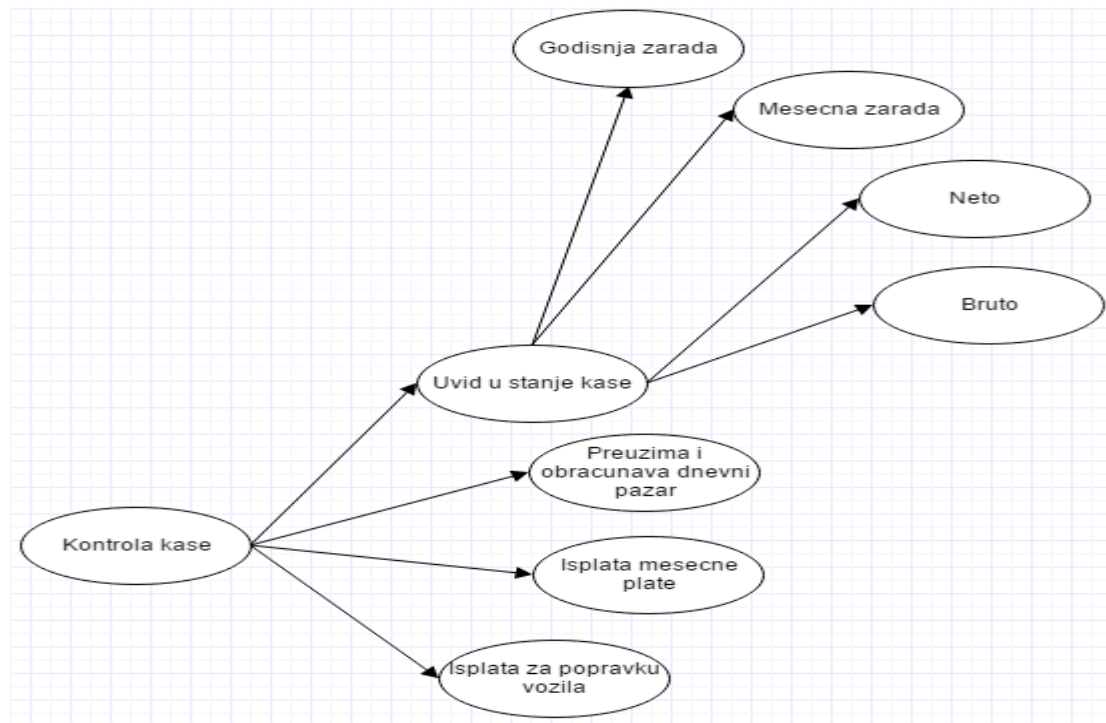 Godisnja zarada
Mesecna zarada
Neto
Bruto
Uvid u stanje kase
Preuzima i
obracunava dnevni
pazar
Kontrola kase
Isplata mesecne
plate
Isplata za popravku
vozila